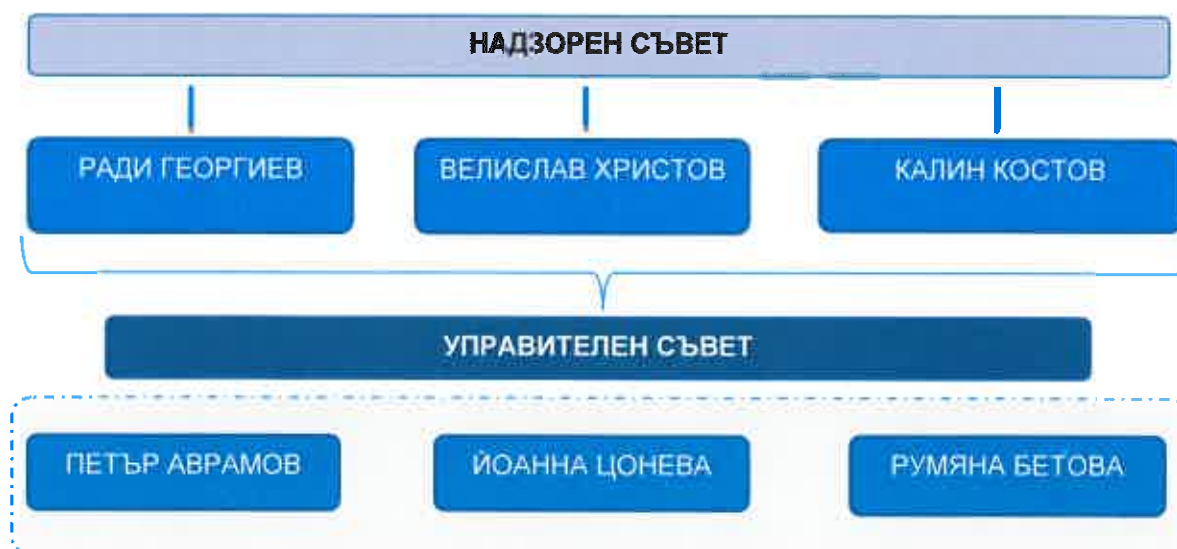 НАДЗОРЕН СЪВЕТ
РАДИ ГЕОРГИЕВ
ВЕЛИСЛАВ ХРИСТОВ
КАЛИН КОСТОВ
УПРАВИТЕЛЕН СЪВЕТ
ПЕТЪР АВРАМОВ
ЙОАННА ЦОНЕВА
РУМЯНА БЕТОВА